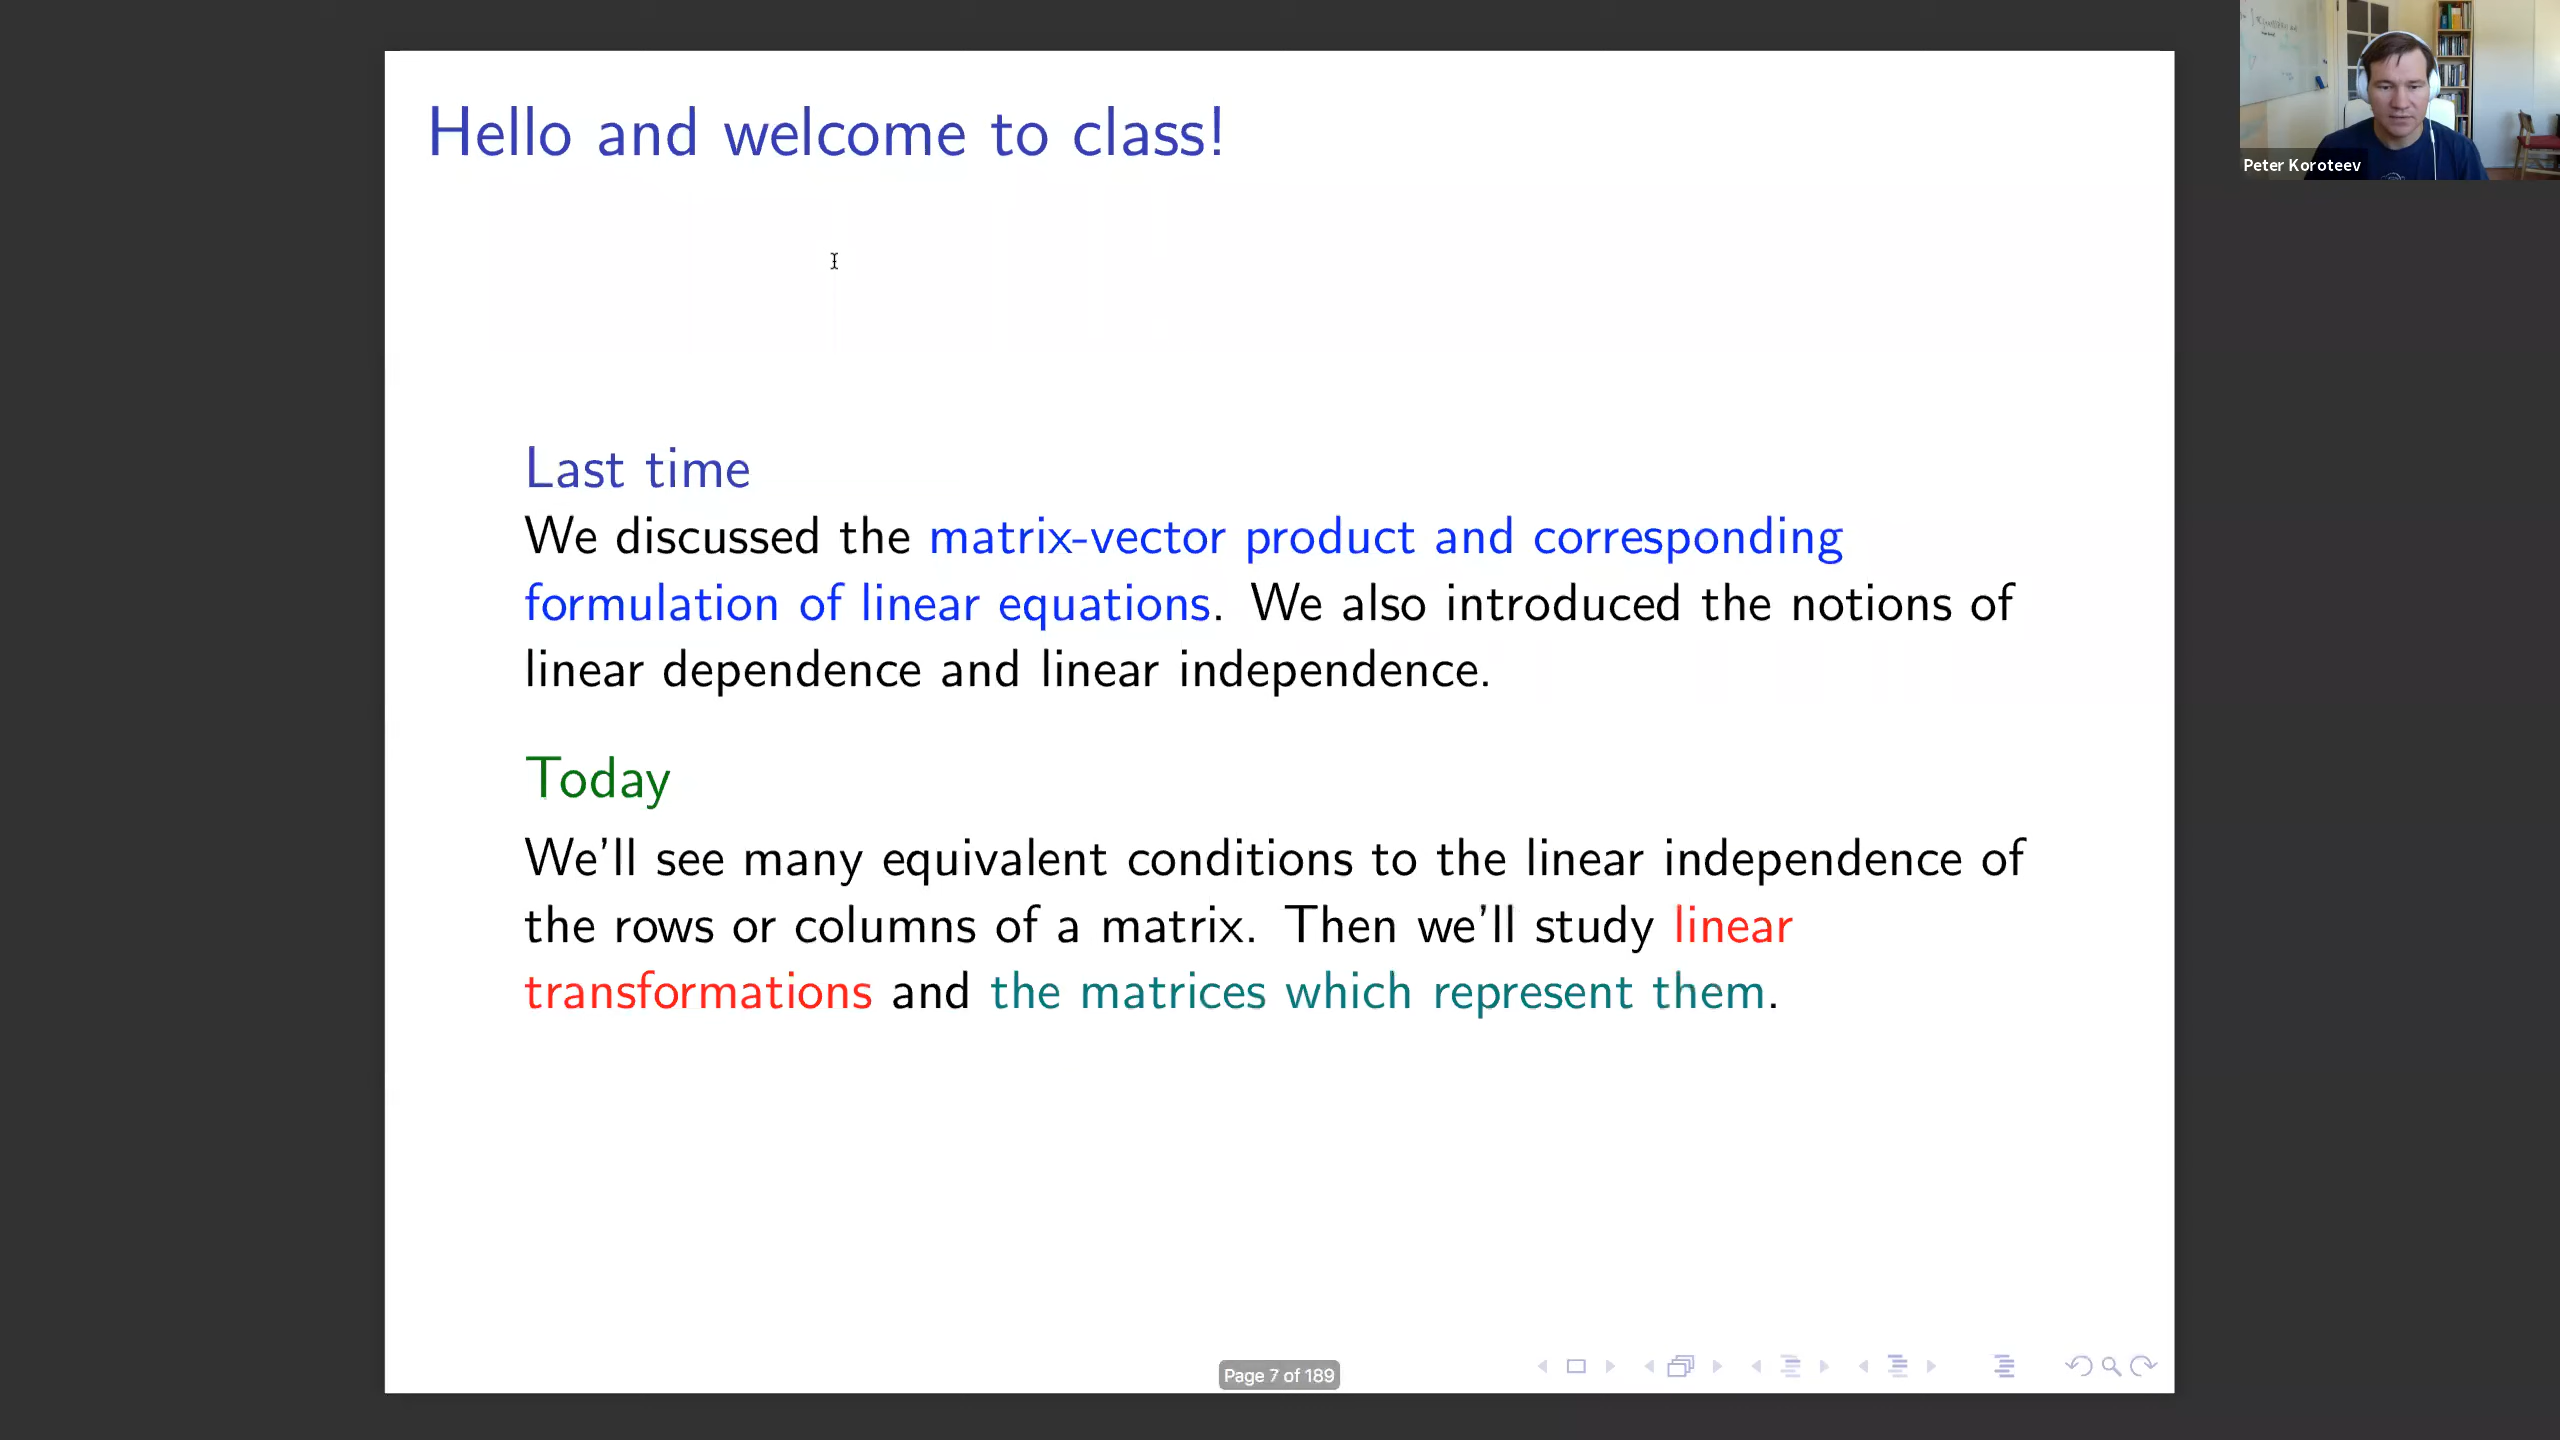 Hello and welcome to class!
Peter Koroteev
Last time
We discussed the matrix-vector product and corresponding
formulation of linear equations. We also introduced the notions of
linear dependence and linear independence.
Today
We'll see many equivalent conditions to the linear independence of
the rows or columns of a matrix. Then we'll study linear
transformations and the matrices which represent them.
Page 7 of 189